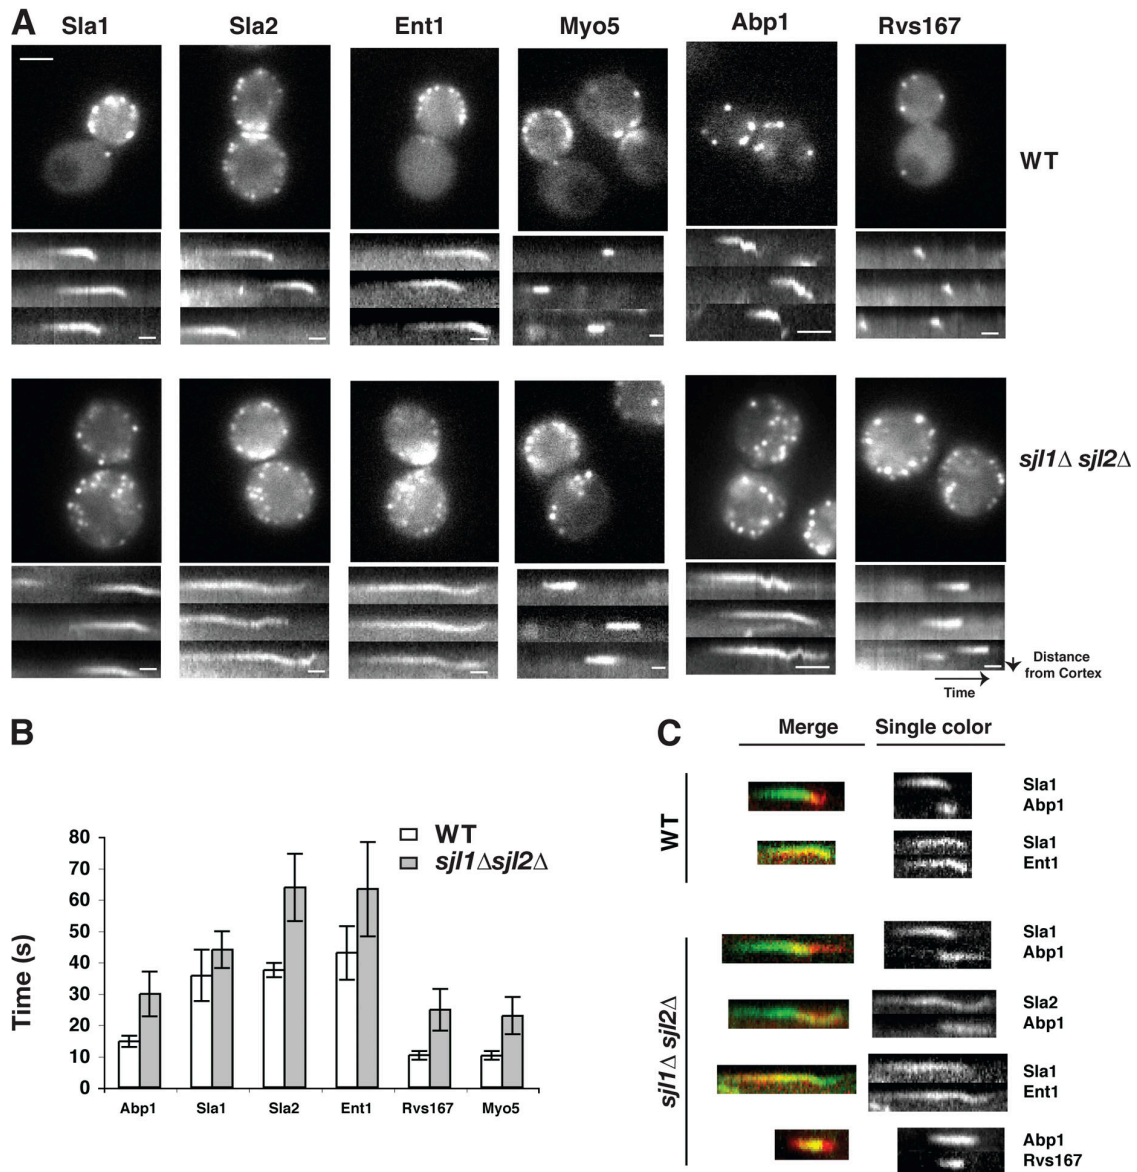 A
Sla1 Sla2 Ent1 Myo5 Abp1 Rvs167
WT
sjl1Δ sjl2Δ
Distance
from Cortex
Time
B
WT
sjl1Δsjl2Δ
Time (s)
80
70
60
50
40
30
20
10
0
Abp1 Sla1 Sla2 Ent1 Rvs167 Myo5
C
Merge Single color
WT
Sla1
Abp1
Sla1
Ent1
sjl1Δ sjl2Δ
Sla1
Abp1
Sla2
Abp1
Sla1
Ent1
Abp1
Rvs167